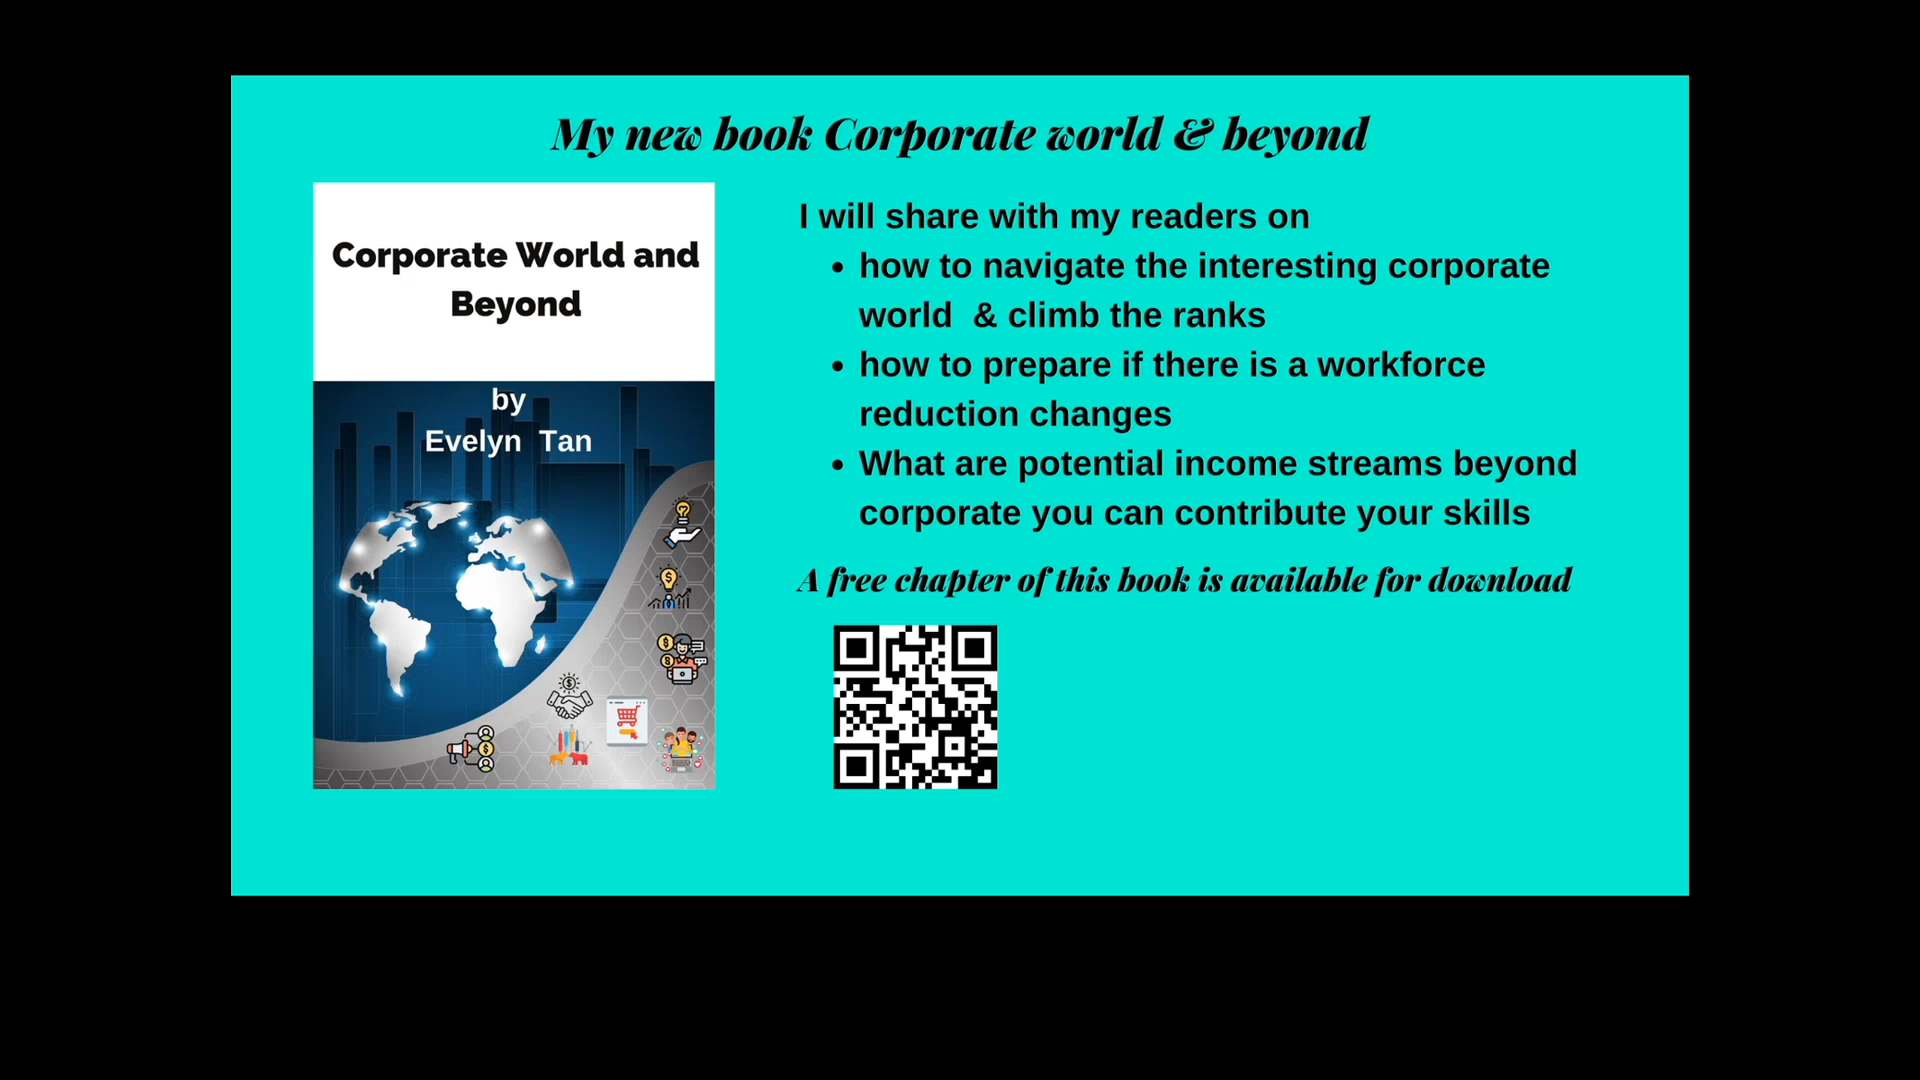 My new book Corporate world & beyond
Corporate World and
Beyond
by
Evelyn Tan
I will share with my readers on
• how to navigate the interesting corporate
world & climb the ranks
• how to prepare if there is a workforce
reduction changes
• What are potential income streams beyond
corporate you can contribute your skills
A free chapter of this book is available for download